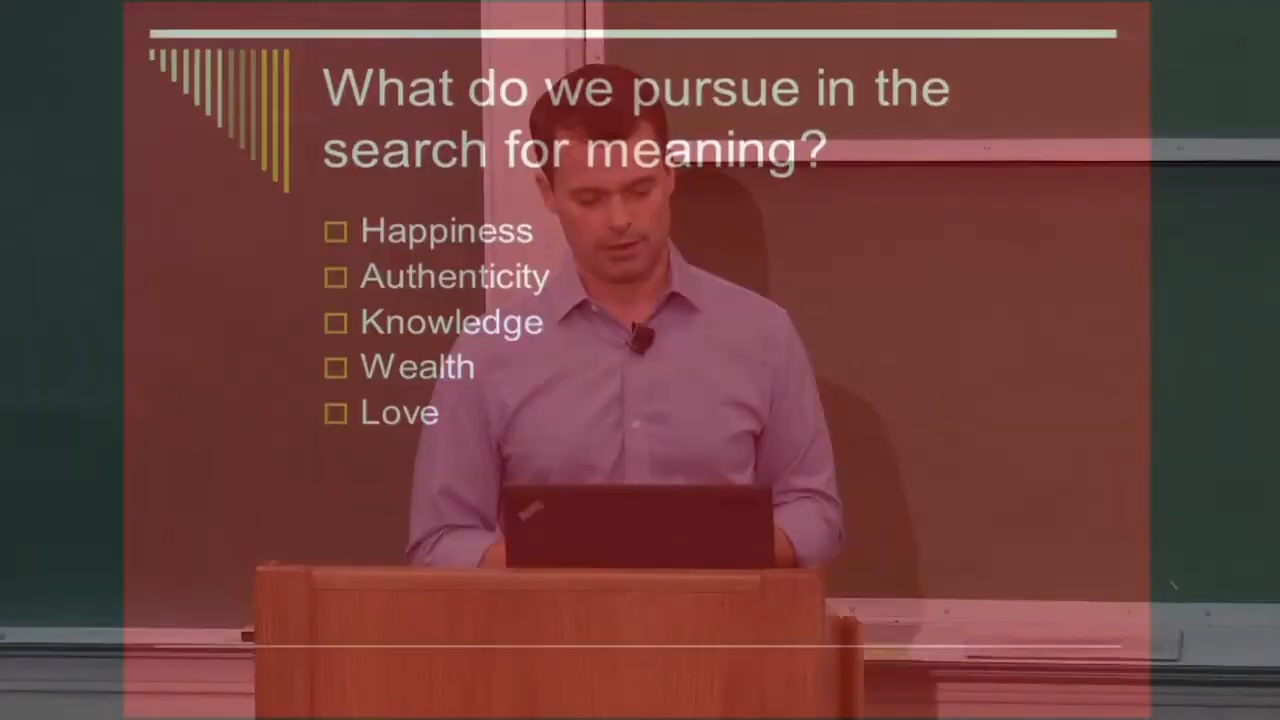 What do we pursue in the
search for meaning?
Happiness
Authenticity
Knowledge
Wealth
Love